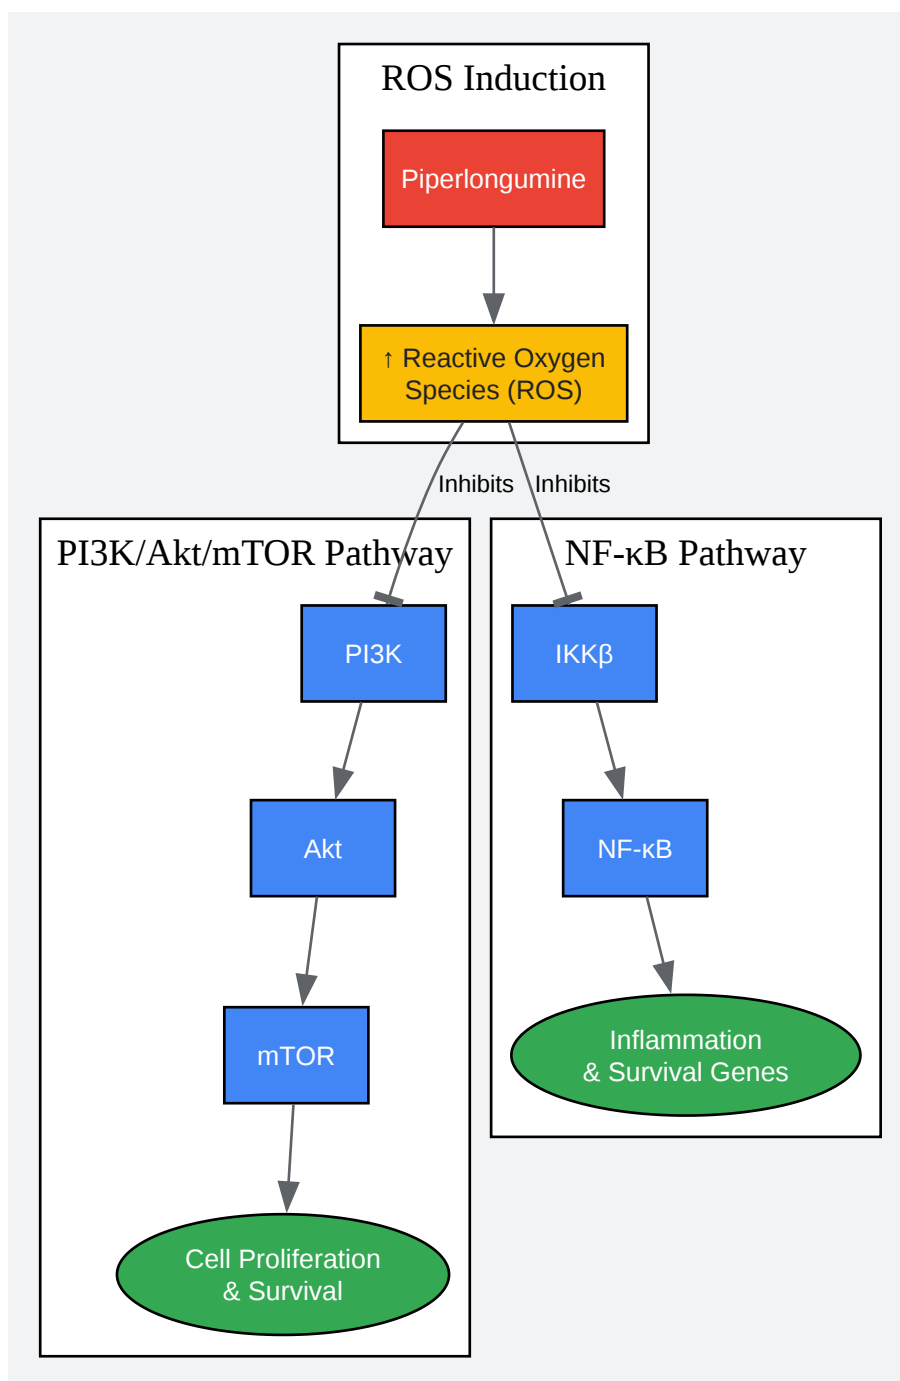 ROS Induction
Piperlongumine
↑ Reactive Oxygen
Species (ROS)
Inhibits
Inhibits
PI3K/Akt/mTOR Pathway
PI3K
Akt
mTOR
Cell Proliferation
& Survival
NF-κB Pathway
IKKβ
NF-κB
Inflammation
& Survival Genes